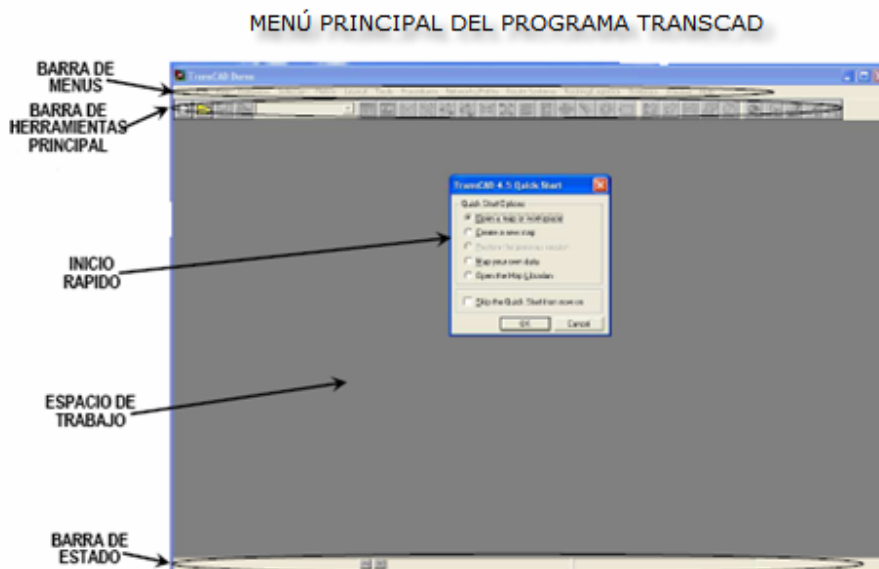 MENÚ PRINCIPAL DEL PROGRAMA TRANSCAD
BARRA DE
MENUS
TransCAD Demo
BARRA DE
HERRAMIENTAS
PRINCIPAL
TransCAD 4.5 Quick Start
Quick Start Options
Open a map or workspace
Create a new map
Map your own data
Open the Map Librarian
Skip the Quick Start from now on
OK Cancel
INICIO
RAPIDO
ESPACIO DE
TRABAJO
BARRA DE
ESTADO